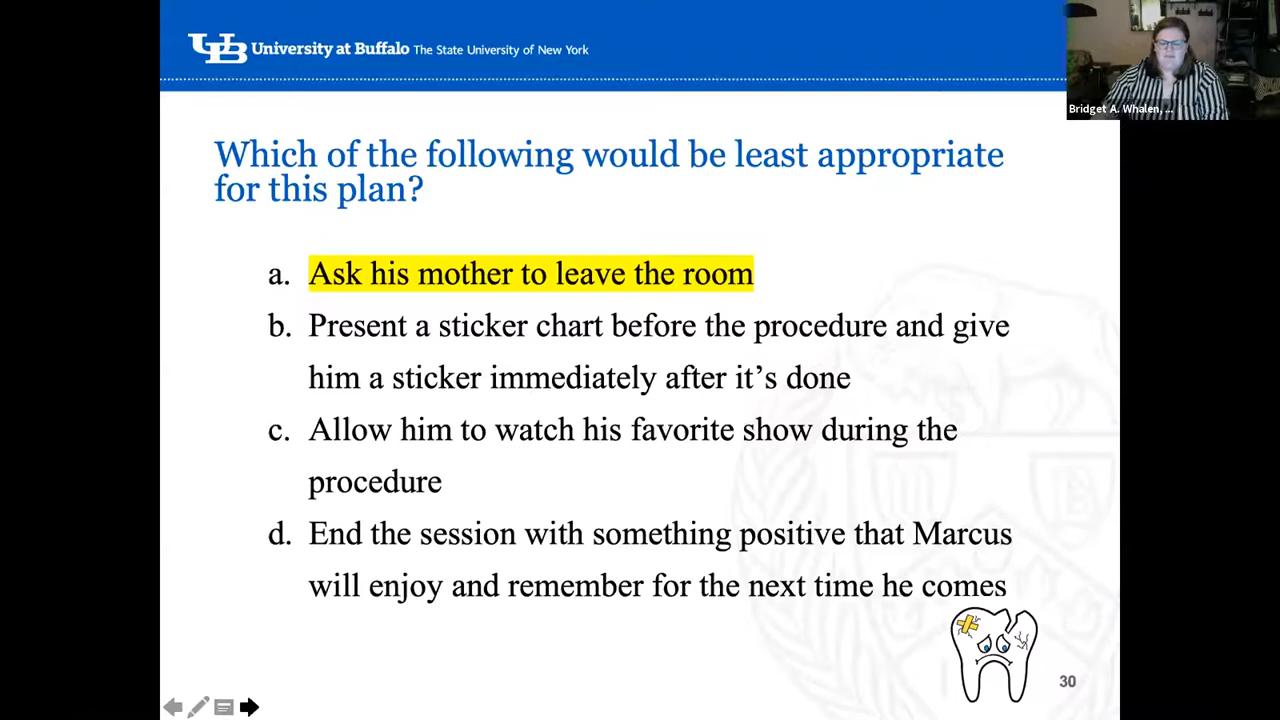 UB University at Buffalo The State University of New York
Bridget A. Whalen, ...
Which of the following would be least appropriate
for this plan?
a. Ask his mother to leave the room
b. Present a sticker chart before the procedure and give
him a sticker immediately after it's done
c. Allow him to watch his favorite show during the
procedure
d. End the session with something positive that Marcus
will enjoy and remember for the next time he comes
30